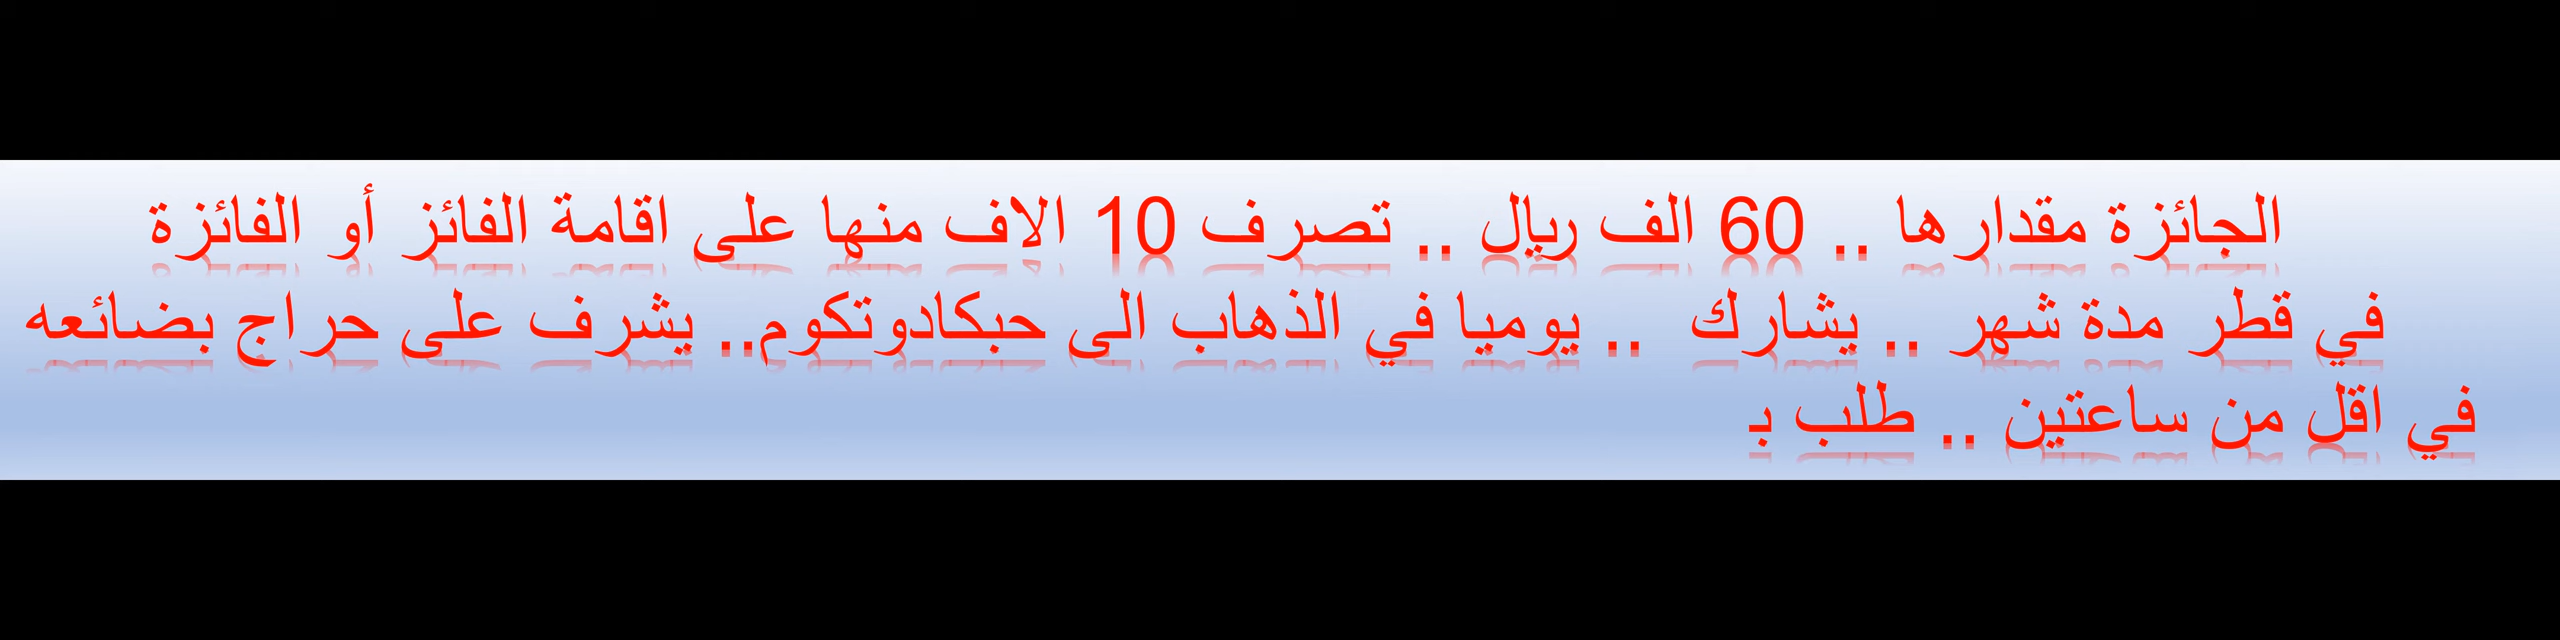 الجائزة مقدارها .. 60 الف ريال .. تصرف 10 الاف منها على اقامة الفائز أو الفائزة
في قطر مدة شهر .. يشارك .. يوميا في الذهاب الى حبكادوتكوم.. يشرف على حراج بضائعه
في اقل من ساعتين .. طلب بـ